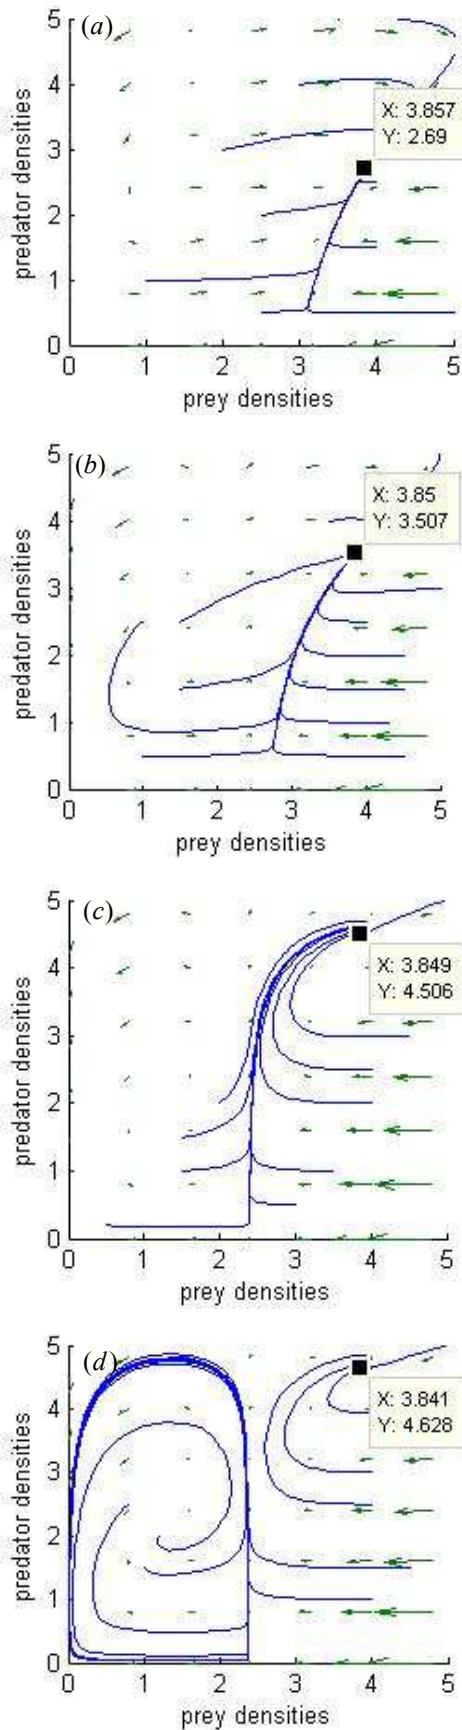 (a)
5
4
3
2
1
0
X: 3.857
Y: 2.69
predator densities
0 1 2 3 4 5
prey densities
(b)
5
4
3
2
1
0
X: 3.85
Y: 3.507
predator densities
0 1 2 3 4 5
prey densities
(c)
5
4
3
2
1
0
X: 3.849
Y: 4.506
predator densities
0 1 2 3 4 5
prey densities
(d)
5
4
3
2
1
0
X: 3.841
Y: 4.628
predator densities
0 1 2 3 4 5
prey densities